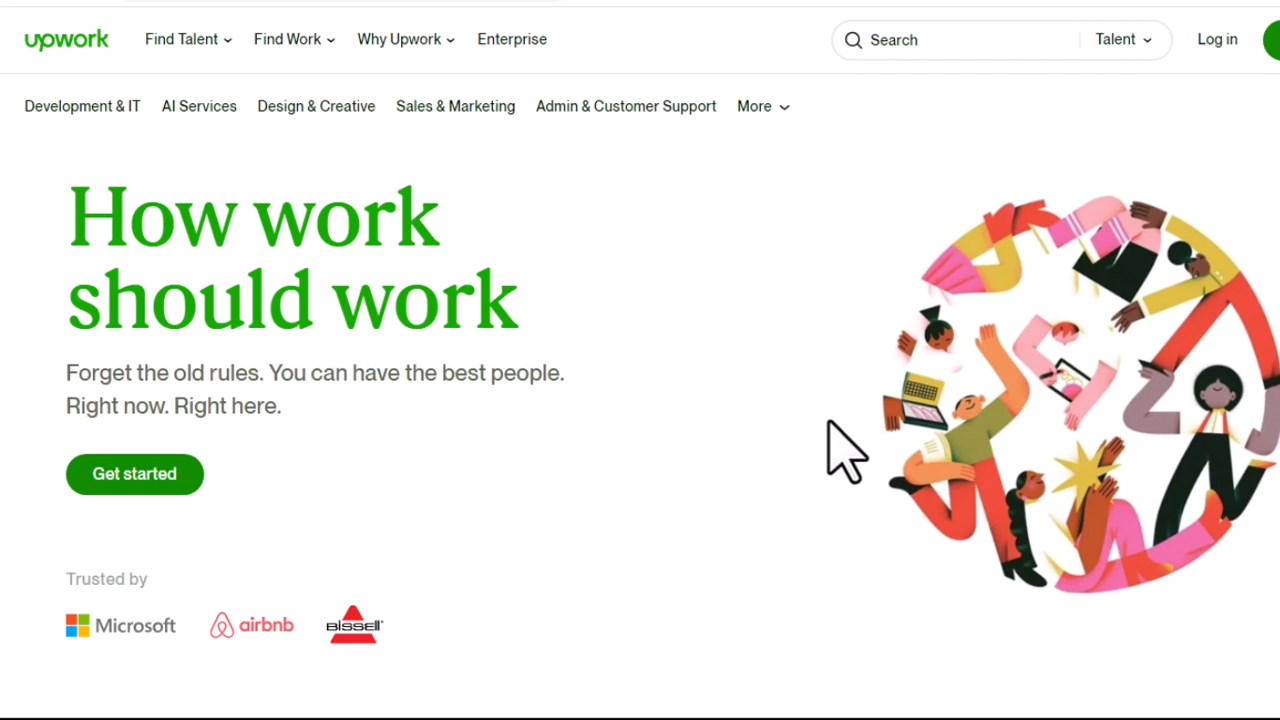 upwork Find Talent Find Work Why Upwork Enterprise Search Talent Log in
Development & IT AI Services Design & Creative Sales & Marketing Admin & Customer Support More
How work
should work
Forget the old rules. You can have the best people.
Right now. Right here.
Get started
Trusted by
Microsoft airbnb BISSELL